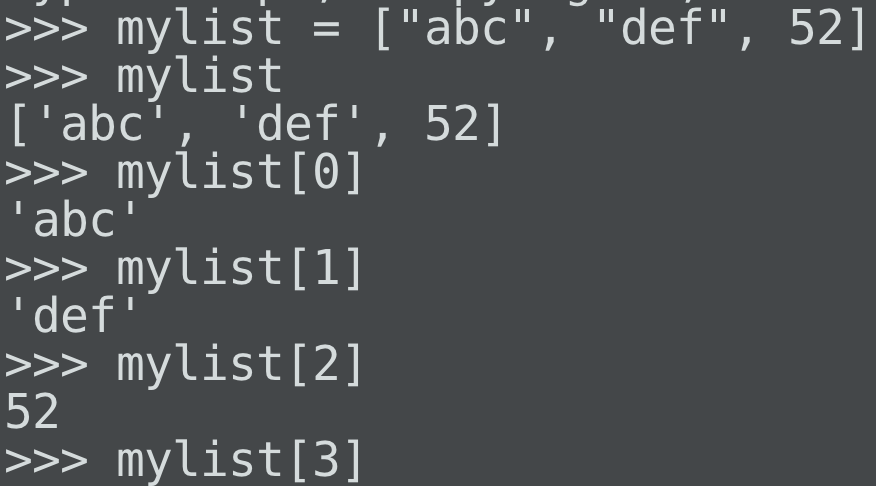 >>> mylist = ["abc", "def", 52]
>>> mylist
['abc', 'def', 52]
>>> mylist[0]
'abc'
>>> mylist[1]
'def'
>>> mylist[2]
52
>>> mylist[3]